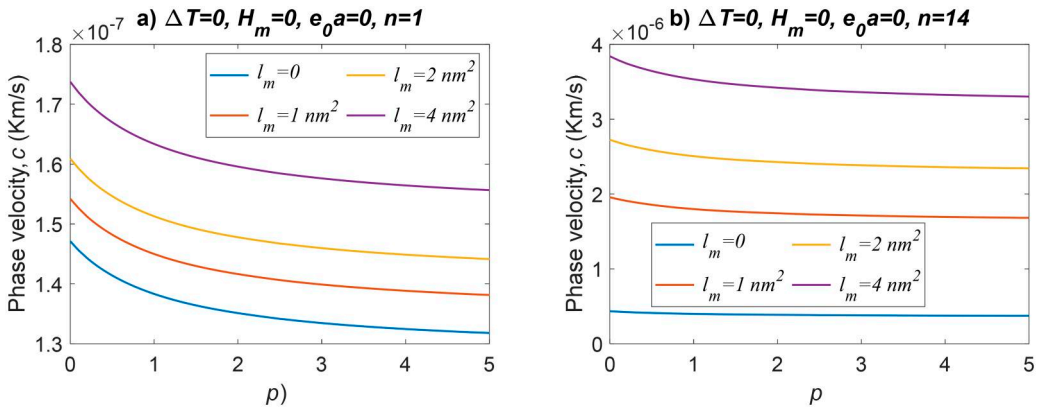 a) ΔT=0, H_m=0, e_0a=0, n=1
×10^-7
1.8
1.7
1.6
1.5
1.4
1.3
Phase velocity, c (Km/s)
l_m=0
l_m=2 nm^2
l_m=1 nm^2
l_m=4 nm^2
0 1 2 3 4 5
p)
b) ΔT=0, H_m=0, e_0a=0, n=14
×10^-6
4
3
2
1
0
Phase velocity, c (Km/s)
l_m=0
l_m=2 nm^2
l_m=1 nm^2
l_m=4 nm^2
0 1 2 3 4 5
p